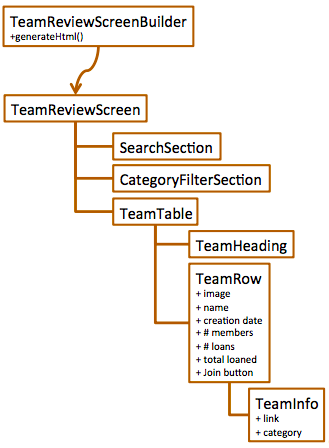 TeamReviewScreenBuilder
+generateHtml()
TeamReviewScreen
SearchSection
CategoryFilterSection
TeamTable
TeamHeading
TeamRow
+ image
+ name
+ creation date
+ # members
+ # loans
+ total loaned
+ Join button
TeamInfo
+ link
+ category